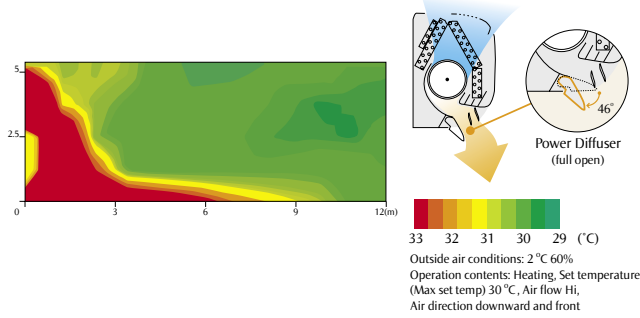 5
2.5
0
3
6
9
12(m)
46°
Power Diffuser
(full open)
33 32 31 30 29 (°C)
Outside air conditions: 2 °C 60%
Operation contents: Heating, Set temperature
(Max set temp) 30 °C, Air flow Hi,
Air direction downward and front